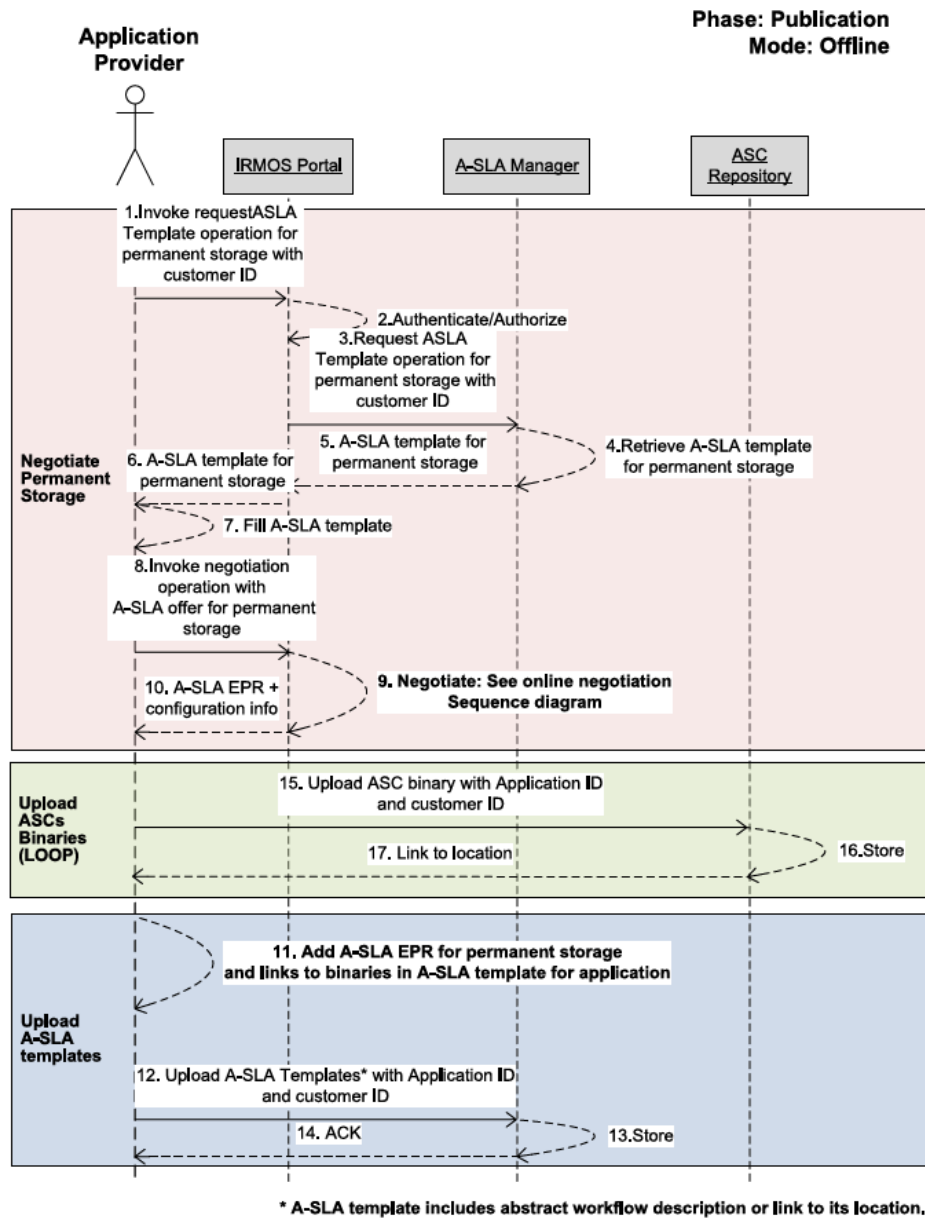 Phase: Publication
Mode: Offline
Application
Provider
IRMOS Portal
A-SLA Manager
ASC
Repository
1.Invoke requestASLA
Template operation for
permanent storage with
customer ID
2.Authenticate/Authorize
3.Request ASLA
Template operation for
permanent storage with
customer ID
4.Retrieve A-SLA template
for permanent storage
5. A-SLA template for
permanent storage
6. A-SLA template for
permanent storage
Negotiate
Permanent
Storage
7. Fill A-SLA template
8.Invoke negotiation
operation with
A-SLA offer for permanent
storage
9. Negotiate: See online negotiation
Sequence diagram
10. A-SLA EPR +
configuration info
Upload
ASCs
Binaries
(LOOP)
15. Upload ASC binary with Application ID
and customer ID
16.Store
17. Link to location
11. Add A-SLA EPR for permanent storage
and links to binaries in A-SLA template for application
Upload
A-SLA
templates
12. Upload A-SLA Templates* with Application ID
and customer ID
13.Store
14. ACK
* A-SLA template includes abstract workflow description or link to its location.